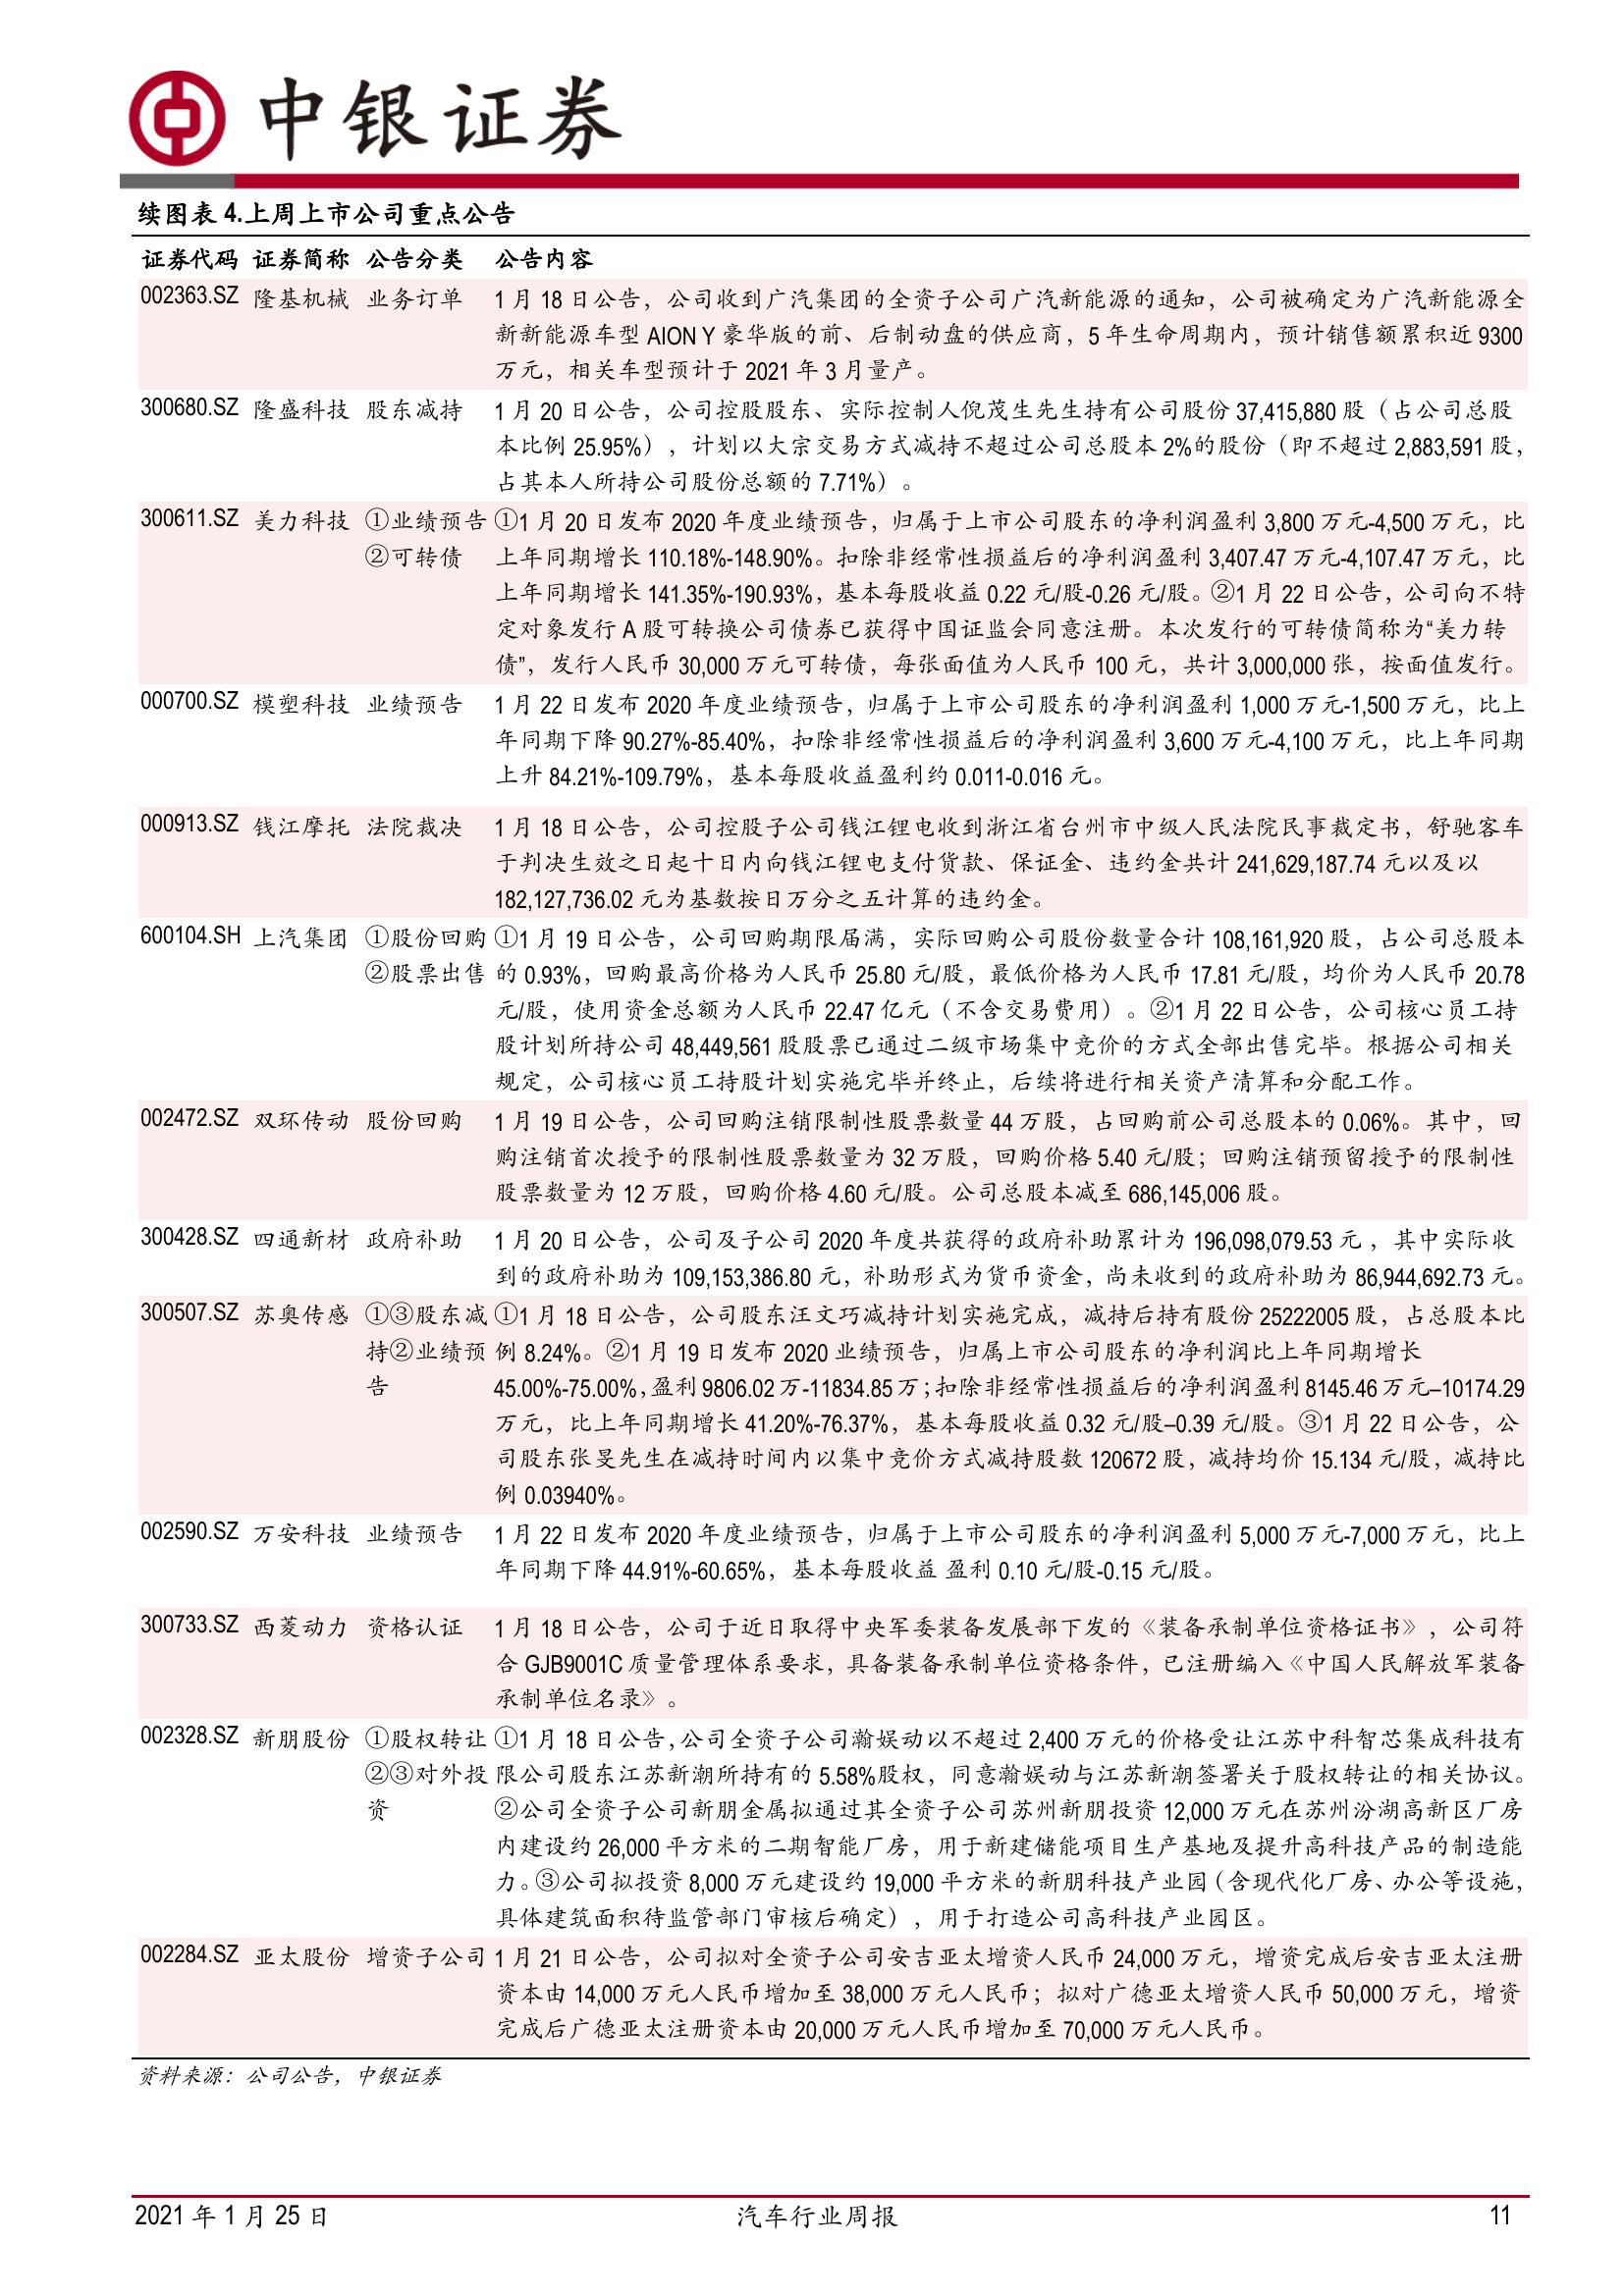 中银证券
续图表 4.上周上市公司重点公告
证券代码 证券简称 公告分类 公告内容
002363.SZ 隆基机械 业务订单 1 月 18 日公告，公司收到广汽集团的全资子公司广汽新能源的通知，公司被确定为广汽新能源全
新新能源车型 AION Y 豪华版的前、后制动盘的供应商，5 年生命周期内，预计销售额累积近 9300
万元，相关车型预计于 2021 年 3 月量产。
300680.SZ 隆盛科技 股东减持 1 月 20 日公告，公司控股股东、实际控制人倪茂生先生持有公司股份 37,415,880 股（占公司总股
本比例 25.95%），计划以大宗交易方式减持不超过公司总股本 2%的股份（即不超过 2,883,591 股，
占其本人所持公司股份总额的 7.71%）。
300611.SZ 美力科技 ①业绩预告 ①1 月 20 日发布 2020 年度业绩预告，归属于上市公司股东的净利润盈利 3,800 万元-4,500 万元，比
②可转债 上年同期增长 110.18%-148.90%。扣除非经常性损益后的净利润盈利 3,407.47 万元-4,107.47 万元，比
上年同期增长 141.35%-190.93%，基本每股收益 0.22 元/股-0.26 元/股。②1 月 22 日公告，公司向不特
定对象发行 A 股可转换公司债券已获得中国证监会同意注册。本次发行的可转债简称为“美力转
债”，发行人民币 30,000 万元可转债，每张面值为人民币 100 元，共计 3,000,000 张，按面值发行。
000700.SZ 模塑科技 业绩预告 1 月 22 日发布 2020 年度业绩预告，归属于上市公司股东的净利润盈利 1,000 万元-1,500 万元，比上
年同期下降 90.27%-85.40%，扣除非经常性损益后的净利润盈利 3,600 万元-4,100 万元，比上年同期
上升 84.21%-109.79%，基本每股收益盈利约 0.011-0.016 元。
000913.SZ 钱江摩托 法院裁决 1 月 18 日公告，公司控股子公司钱江锂电收到浙江省台州市中级人民法院民事裁定书，舒驰客车
于判决生效之日起十日内向钱江锂电支付货款、保证金、违约金共计 241,629,187.74 元以及以
182,127,736.02 元为基数按日万分之五计算的违约金。
600104.SH 上汽集团 ①股份回购 ①1 月 19 日公告，公司回购期限届满，实际回购公司股份数量合计 108,161,920 股，占公司总股本
②股票出售 的 0.93%，回购最高价格为人民币 25.80 元/股，最低价格为人民币 17.81 元/股，均价为人民币 20.78
元/股，使用资金总额为人民币 22.47 亿元（不含交易费用）。②1 月 22 日公告，公司核心员工持
股计划所持公司 48,449,561 股股票已通过二级市场集中竞价的方式全部出售完毕。根据公司相关
规定，公司核心员工持股计划实施完毕并终止，后续将进行相关资产清算和分配工作。
002472.SZ 双环传动 股份回购 1 月 19 日公告，公司回购注销限制性股票数量 44 万股，占回购前公司总股本的 0.06%。其中，回
购注销首次授予的限制性股票数量为 32 万股，回购价格 5.40 元/股；回购注销预留授予的限制性
股票数量为 12 万股，回购价格 4.60 元/股。公司总股本减至 686,145,006 股。
300428.SZ 四通新材 政府补助 1 月 20 日公告，公司及子公司 2020 年度共获得的政府补助累计为 196,098,079.53 元 ，其中实际收
到的政府补助为 109,153,386.80 元，补助形式为货币资金，尚未收到的政府补助为 86,944,692.73 元。
300507.SZ 苏奥传感 ①③股东减 ①1 月 18 日公告，公司股东汪文巧减持计划实施完成，减持后持有股份 25222005 股，占总股本比
持②业绩预 例 8.24%。②1 月 19 日发布 2020 业绩预告，归属上市公司股东的净利润比上年同期增长
告 45.00%-75.00%，盈利 9806.02 万-11834.85 万；扣除非经常性损益后的净利润盈利 8145.46 万元–10174.29
万元，比上年同期增长 41.20%-76.37%，基本每股收益 0.32 元/股–0.39 元/股。③1 月 22 日公告，公
司股东张旻先生在减持时间内以集中竞价方式减持股数 120672 股，减持均价 15.134 元/股，减持比
例 0.03940%。
002590.SZ 万安科技 业绩预告 1 月 22 日发布 2020 年度业绩预告，归属于上市公司股东的净利润盈利 5,000 万元-7,000 万元，比上
年同期下降 44.91%-60.65%，基本每股收益 盈利 0.10 元/股-0.15 元/股。
300733.SZ 西菱动力 资格认证 1 月 18 日公告，公司于近日取得中央军委装备发展部下发的《装备承制单位资格证书》，公司符
合 GJB9001C 质量管理体系要求，具备装备承制单位资格条件，已注册编入《中国人民解放军装备
承制单位名录》。
002328.SZ 新朋股份 ①股权转让 ①1 月 18 日公告，公司全资子公司瀚娱动以不超过 2,400 万元的价格受让江苏中科智芯集成科技有
②③对外投 限公司股东江苏新潮所持有的 5.58%股权，同意瀚娱动与江苏新潮签署关于股权转让的相关协议。
资 ②公司全资子公司新朋金属拟通过其全资子公司苏州新朋投资 12,000 万元在苏州汾湖高新区厂房
内建设约 26,000 平方米的二期智能厂房，用于新建储能项目生产基地及提升高科技产品的制造能
力。③公司拟投资 8,000 万元建设约 19,000 平方米的新朋科技产业园（含现代化厂房、办公等设施，
具体建筑面积待监管部门审核后确定），用于打造公司高科技产业园区。
002284.SZ 亚太股份 增资子公司 1 月 21 日公告，公司拟对全资子公司安吉亚太增资人民币 24,000 万元，增资完成后安吉亚太注册
资本由 14,000 万元人民币增加至 38,000 万元人民币；拟对广德亚太增资人民币 50,000 万元，增资
完成后广德亚太注册资本由 20,000 万元人民币增加至 70,000 万元人民币。
资料来源：公司公告，中银证券
2021 年 1 月 25 日 汽车行业周报 11